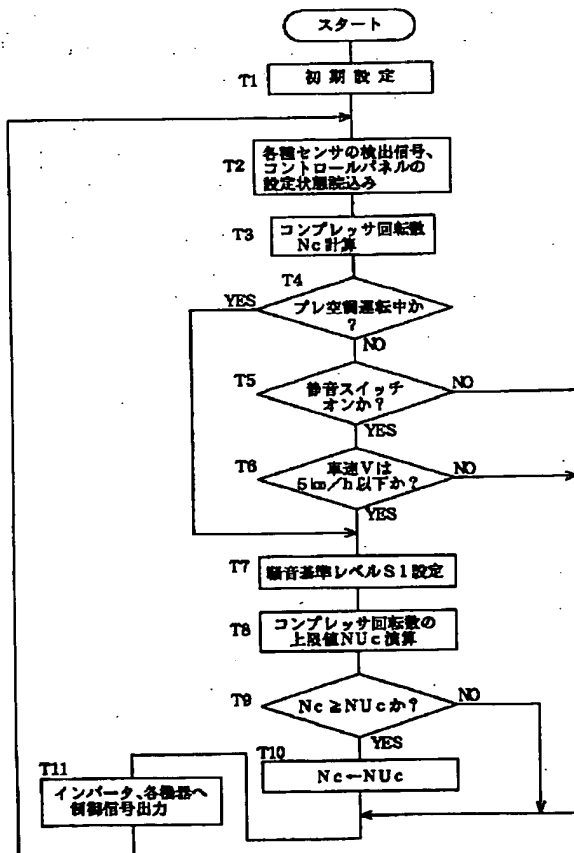 スタート
T1
初期設定
T2
各種センサの検出信号、
コントロールパネルの
設定状態読込み
T3
コンプレッサ回転数
Nc計算
T4
YES
プレ空調運転中か
?
NO
T5
静音スイッチ
オンか?
NO
YES
T6
車速Vは
5km/h以下か?
NO
YES
T7
騒音基準レベルS1設定
T8
コンプレッサ回転数の
上限値NUc演算
T9
Nc≧NUcか?
NO
YES
T10
Nc←NUc
T11
インバータ、各機器へ
制御信号出力